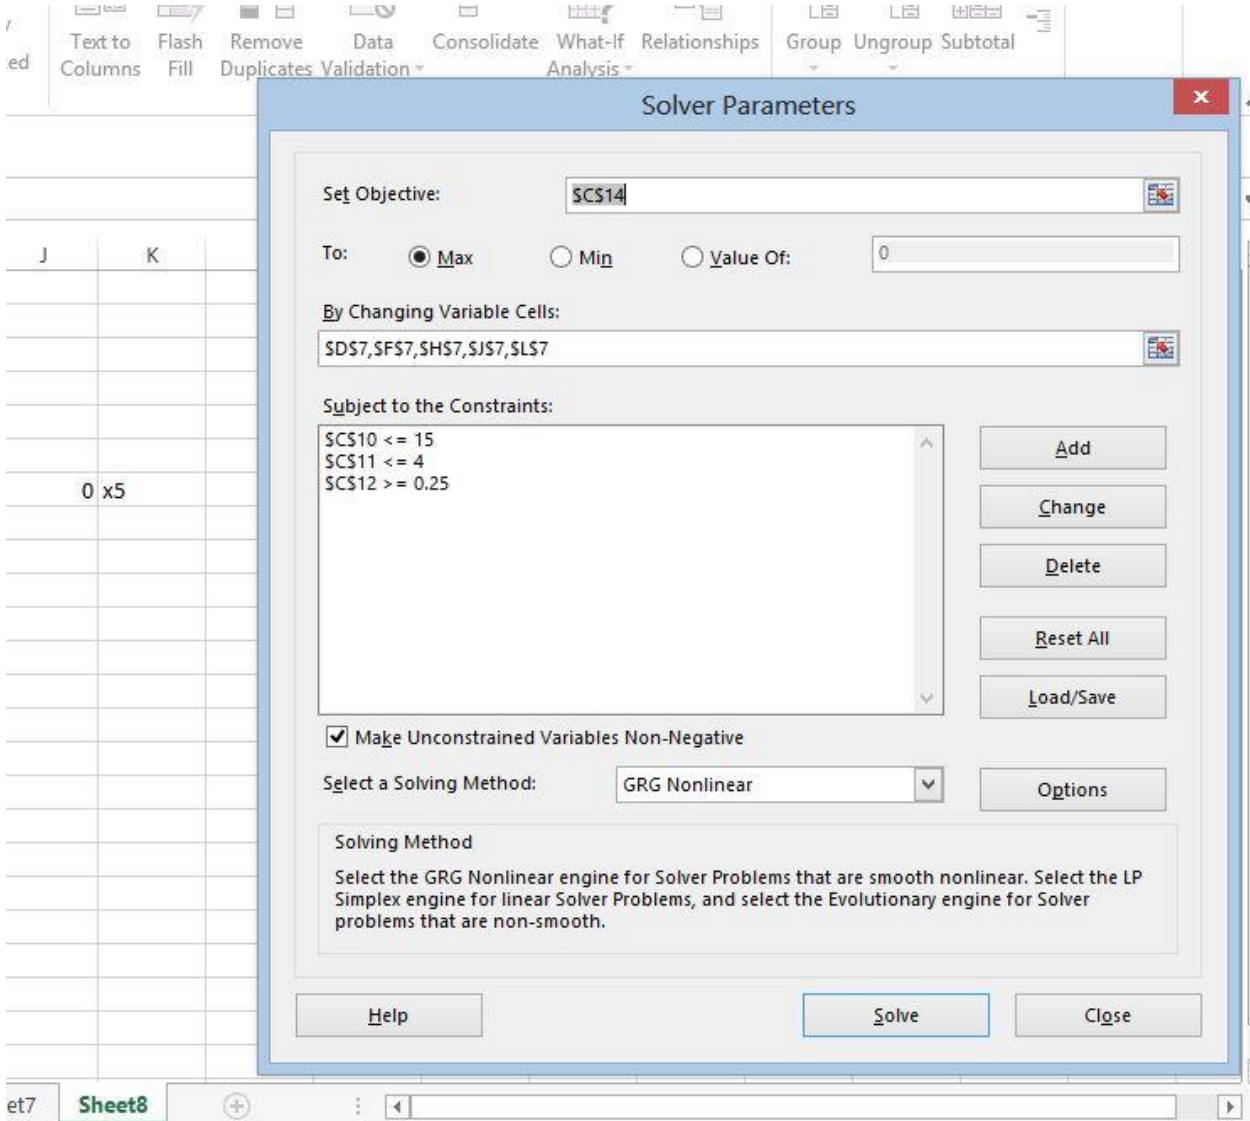 ed
Text to Columns
Flash Fill
Remove Duplicates
Data Validation
Consolidate
What-If Analysis
Relationships
Group
Ungroup
Subtotal
Solver Parameters
Set Objective:
$C$14
To:
Max
Min
Value Of:
0
By Changing Variable Cells:
$D$7,$F$7,$H$7,$J$7,$L$7
Subject to the Constraints:
$C$10 <= 15
$C$11 <= 4
$C$12 >= 0.25
Add
Change
Delete
Reset All
Load/Save
Make Unconstrained Variables Non-Negative
Select a Solving Method:
GRG Nonlinear
Options
Solving Method
Select the GRG Nonlinear engine for Solver Problems that are smooth nonlinear. Select the LP
Simplex engine for linear Solver Problems, and select the Evolutionary engine for Solver
problems that are non-smooth.
Help
Solve
Close
J
K
0 x5
et7
Sheet8